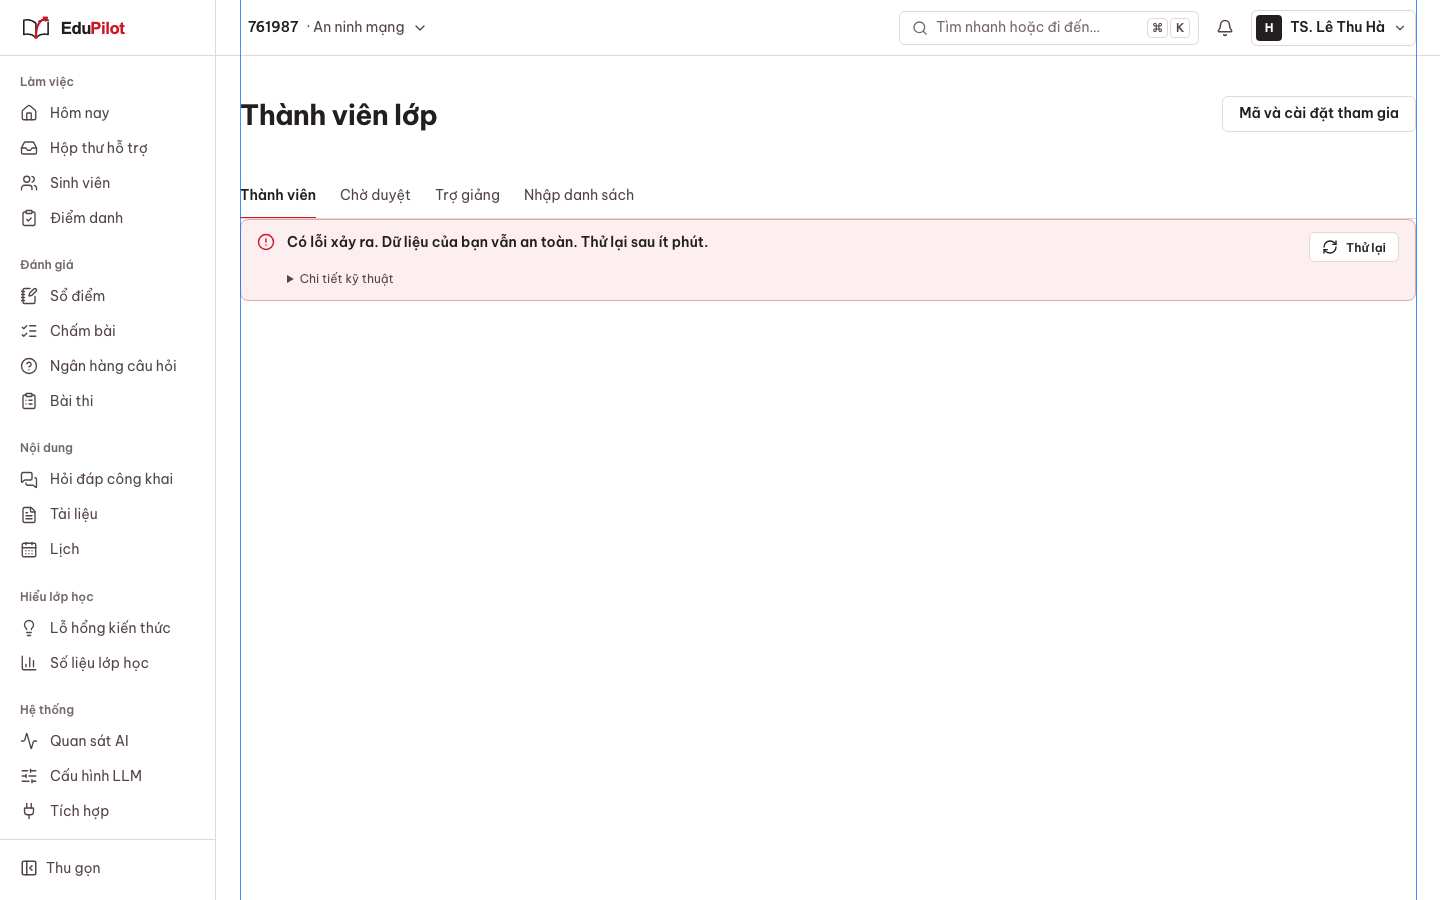 EduPilot
761987 · An ninh mạng
Tìm nhanh hoặc đi đến...
⌘ K
H TS. Lê Thu Hà
Làm việc
Hôm nay
Hộp thư hỗ trợ
Sinh viên
Điểm danh
Đánh giá
Sổ điểm
Chấm bài
Ngân hàng câu hỏi
Bài thi
Nội dung
Hỏi đáp công khai
Tài liệu
Lịch
Hiểu lớp học
Lỗ hổng kiến thức
Số liệu lớp học
Hệ thống
Quan sát AI
Cấu hình LLM
Tích hợp
Thu gọn
Thành viên lớp
Mã và cài đặt tham gia
Thành viên Chờ duyệt Trợ giảng Nhập danh sách
Có lỗi xảy ra. Dữ liệu của bạn vẫn an toàn. Thử lại sau ít phút.
Thử lại
Chi tiết kỹ thuật